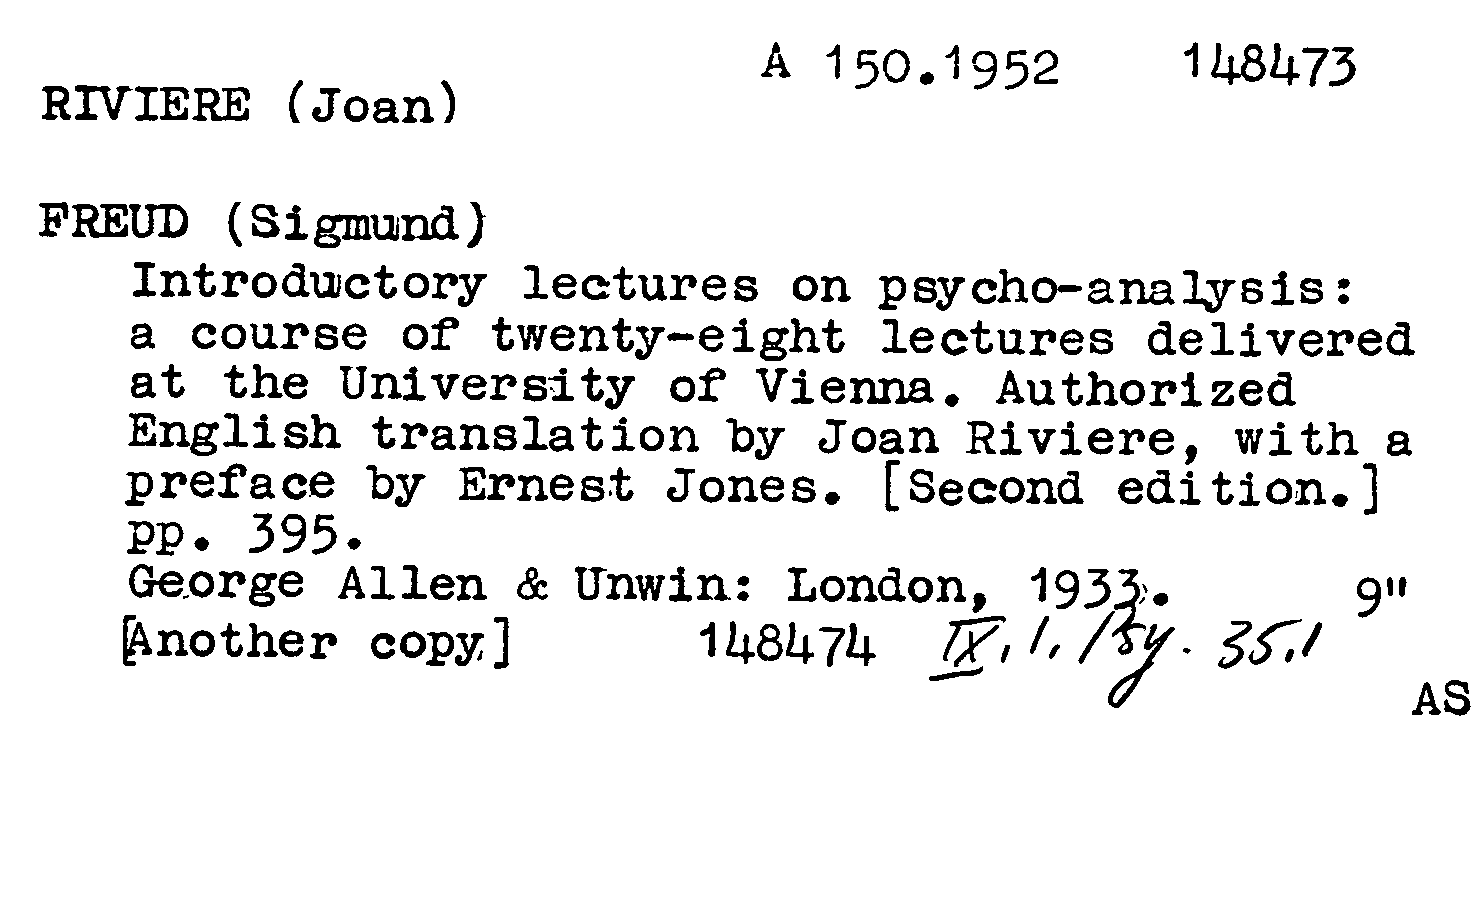 A 150.1952 148473
RIVIERE (Joan)
FREUD (Sigmund)
Introductory lectures on psycho-analysis:
a course of twenty-eight lectures delivered
at the University of Vienna. Authorized
English translation by Joan Riviere, with a
preface by Ernest Jones. [Second edition.]
pp. 395.
George Allen & Unwin: London, 1933. 9"
[Another copy.] 148474 IX, 1. 35.1
AS